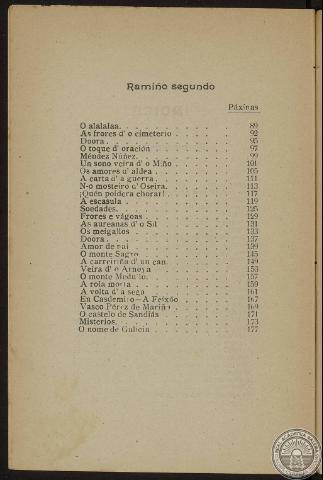 Ramiño segundo
Páxinas
O alalalaa. 89
As frores d' o cimeterio 92
Doora 95
O toque d' oración 97
Méndez Núñez. 99
Un sono veira d' o Miño 101
Os amores d' aldea 105
A carta d' a guerra 111
N-o mosteiro d' Oseira. 113
¡Quén poidera chorar! 117
A escasula 119
Soedades. 125
Frores e vágoas 129
As aureanas d' o Sil 131
Os meigallos 133
Doora 137
Amor de nai 139
O monte Sagro 145
A carreiriña d' un can. 149
Veira d' o Arnoya 153
O monte Medulio. 157
A rola morta 159
A volta d' a sega 161
En Casdemiro—A Feixóo 167
Vasco Pérez de Mariño 169
O castelo de Sandiás 171
Misterios. 173
O nome de Galicia 177